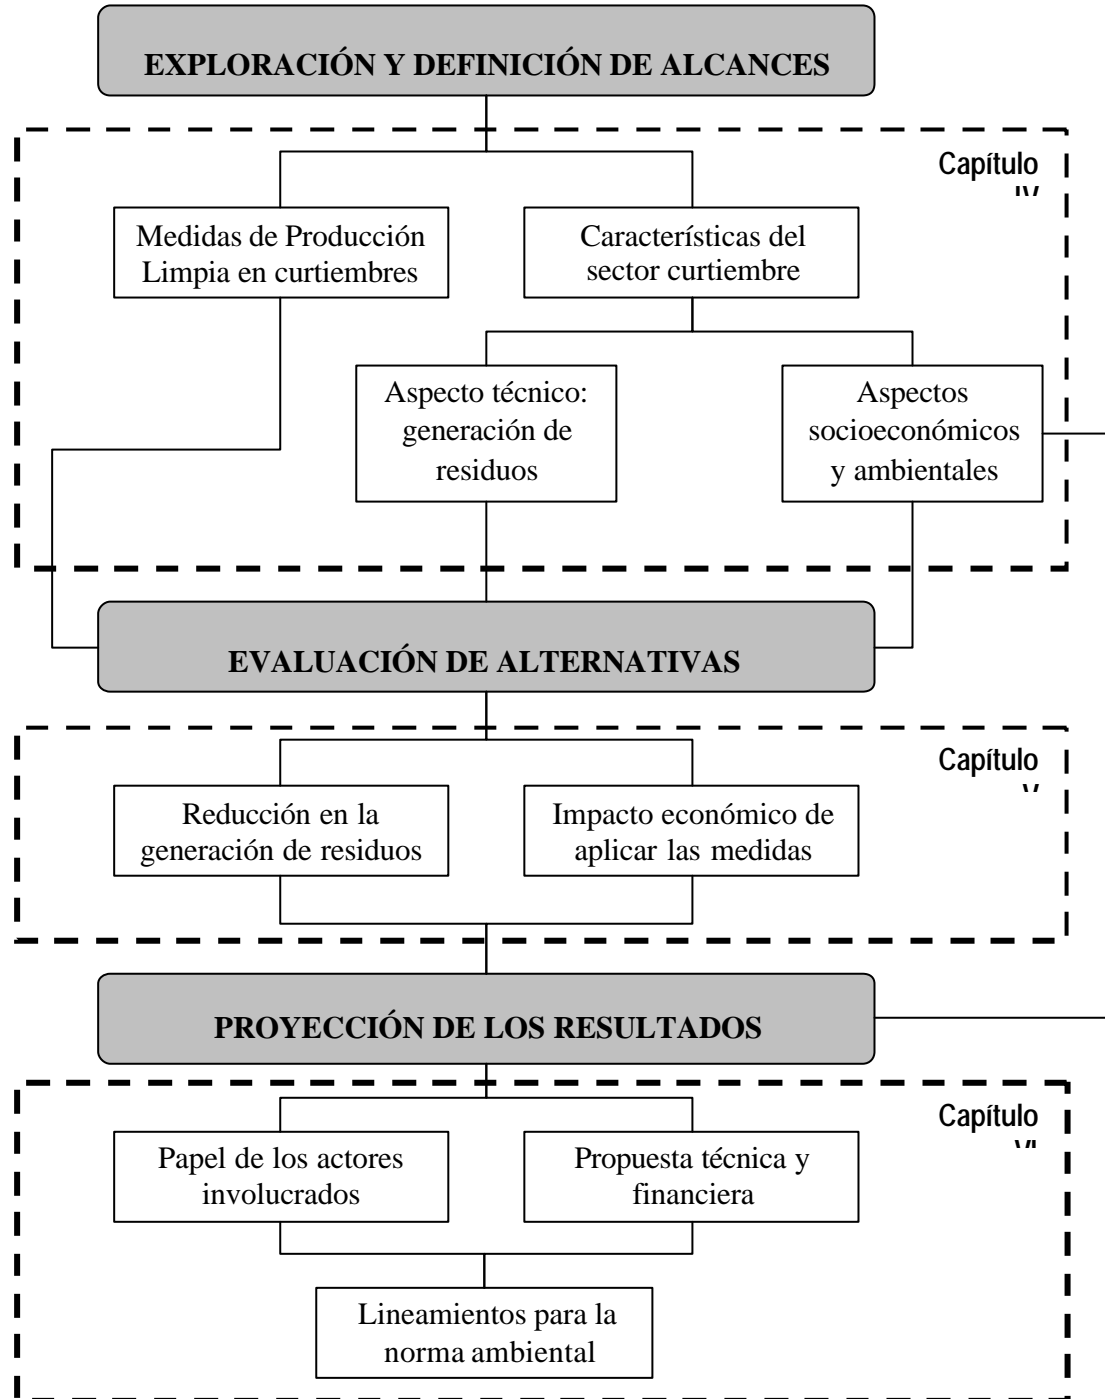 EXPLORACIÓN Y DEFINICIÓN DE ALCANCES
Capítulo
IV
Medidas de Producción
Limpia en curtiembres
Características del
sector curtiembre
Aspecto técnico:
generación de
residuos
Aspectos
socioeconómicos
y ambientales
EVALUACIÓN DE ALTERNATIVAS
Capítulo
V
Reducción en la
generación de residuos
Impacto económico de
aplicar las medidas
PROYECCIÓN DE LOS RESULTADOS
Capítulo
VI
Papel de los actores
involucrados
Propuesta técnica y
financiera
Lineamientos para la
norma ambiental